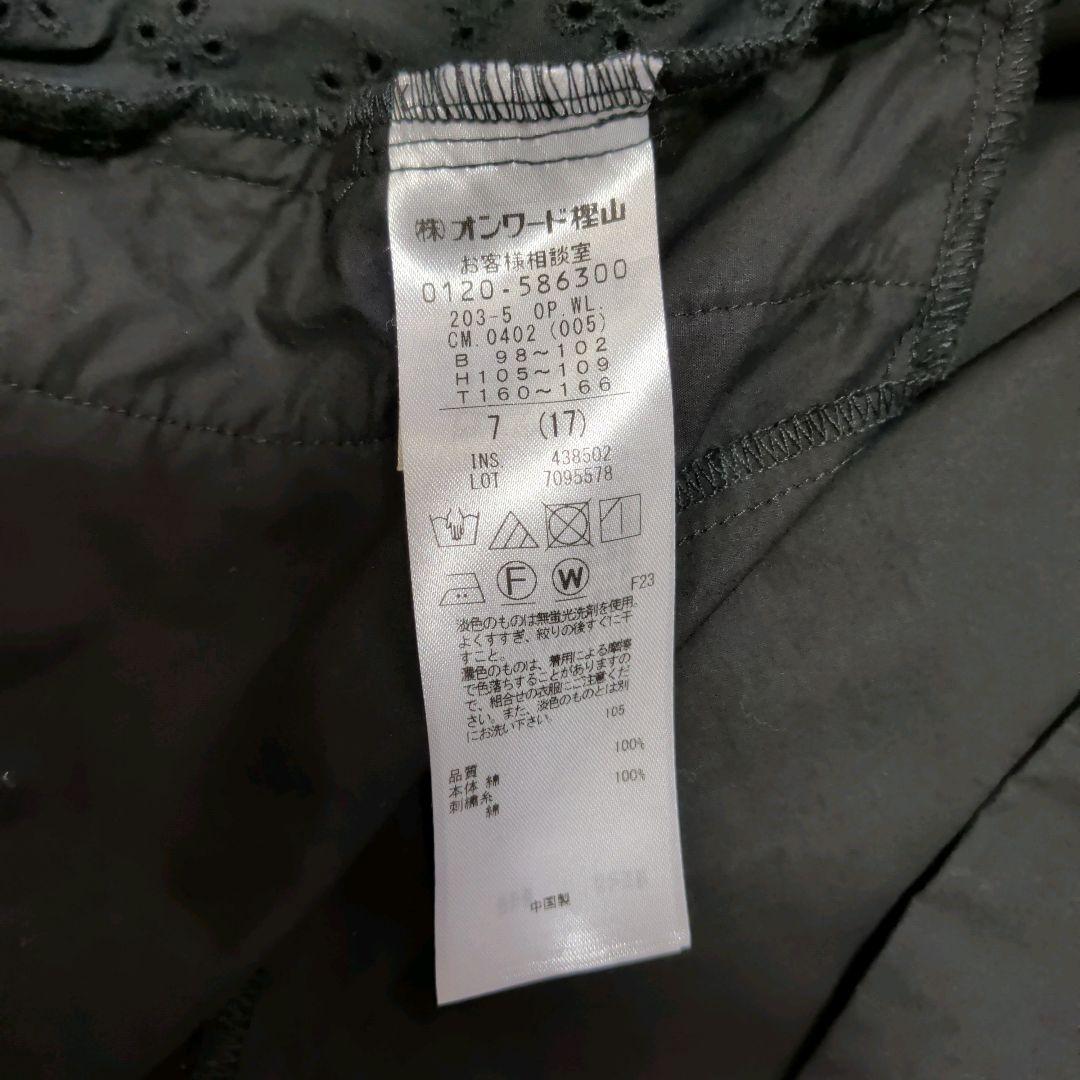 ㈱オンワード樫山
お客様相談室
0120-586300
203-5 OP.WL.
CM.0402 (005)
B 98〜102
H105〜109
T160〜166
7 (17)
INS 438502
LOT 7095578
F W
F23
淡色のものは無蛍光洗剤を使用。
よくすすぎ、絞りの後すぐに干
すこと。
濃色のものは、着用による摩擦
で色落ちすることがありますの
で、組合せの衣服にご注意くだ
さい。また、淡色のものとは別
にお洗い下さい。 105
品質 100%
本体 綿 100%
刺繍糸
綿
中国製